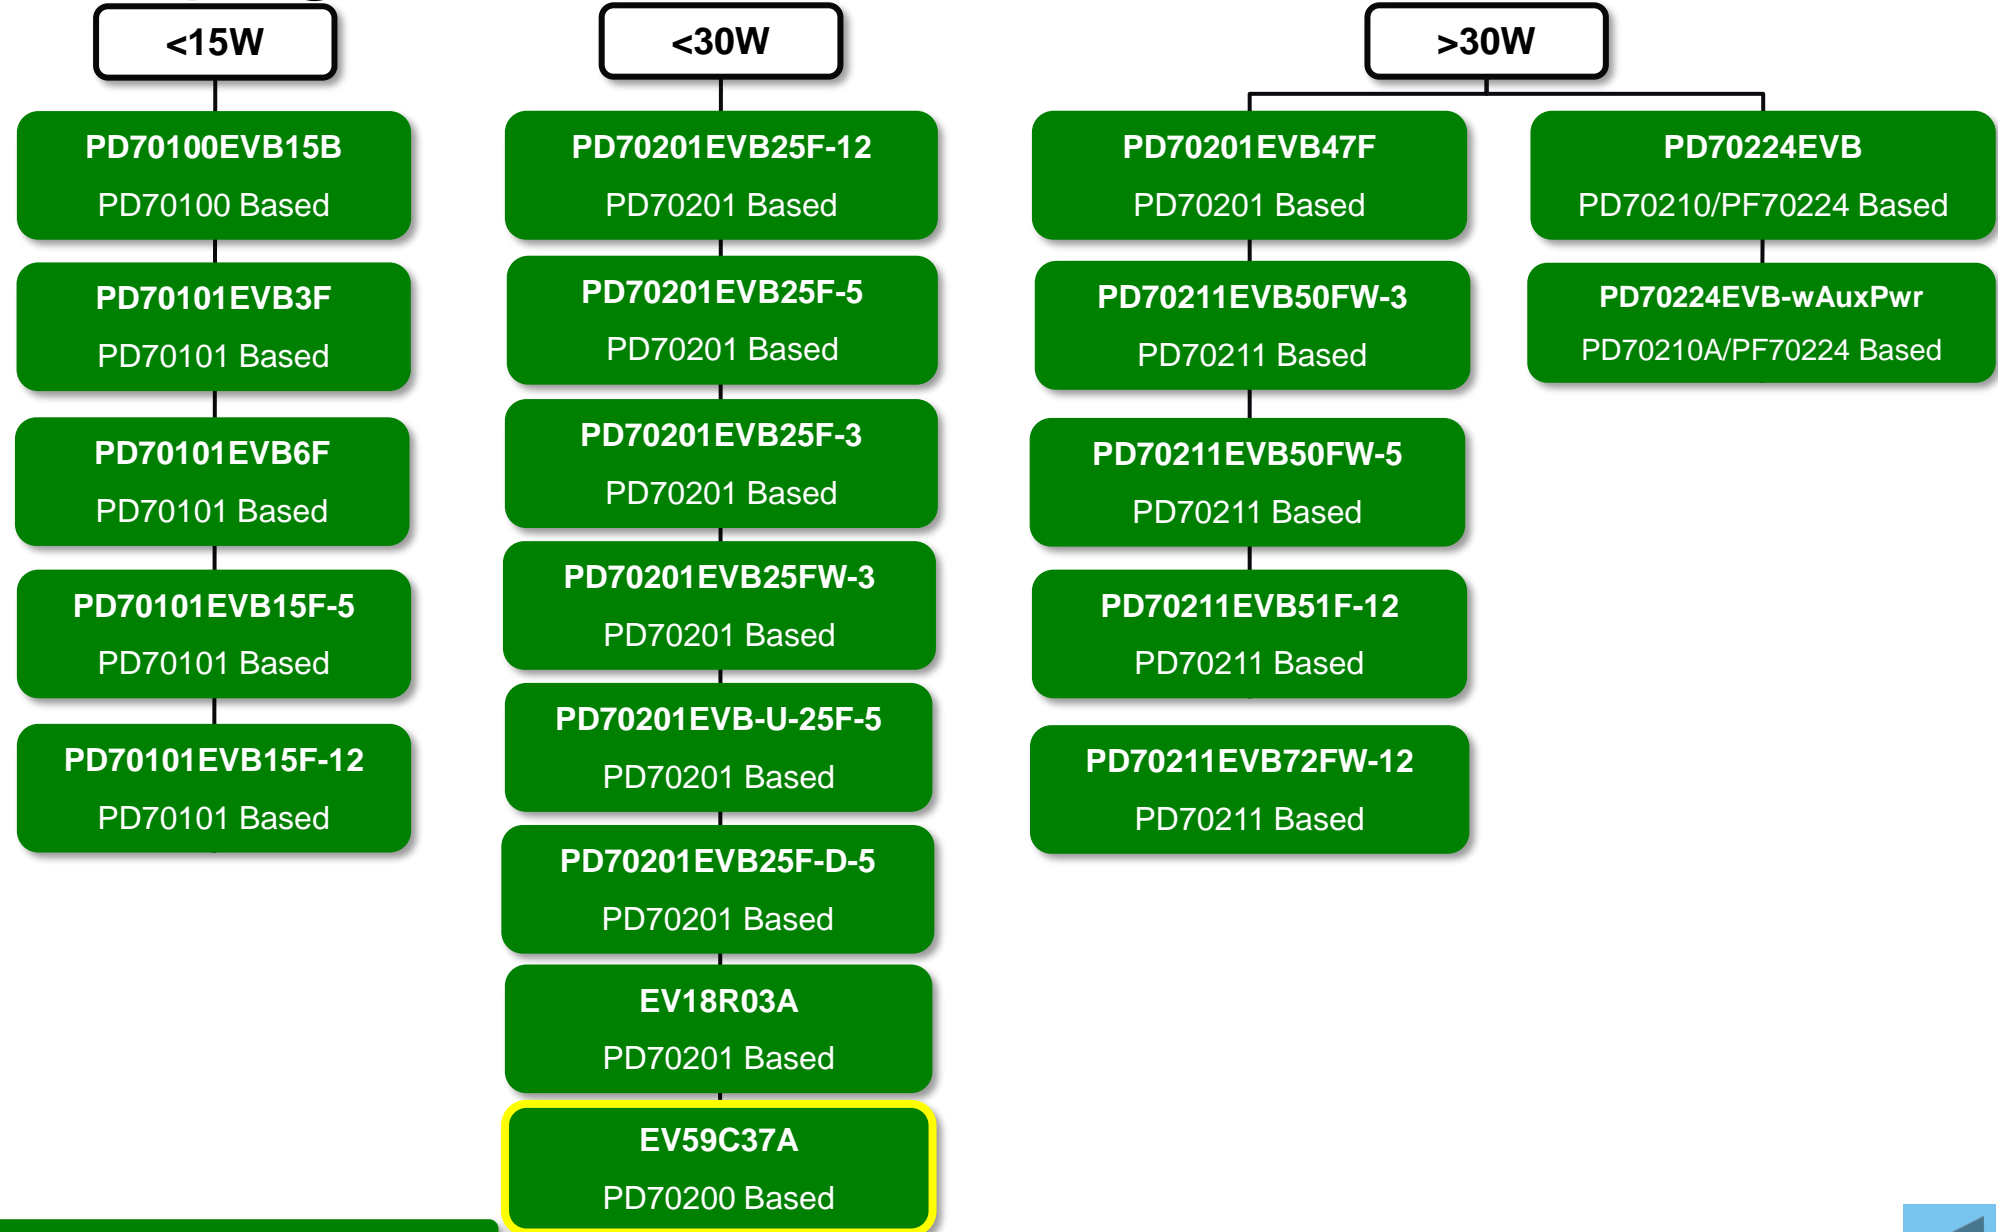 <15W
PD70100EVB15B
PD70100 Based
PD70101EVB3F
PD70101 Based
PD70101EVB6F
PD70101 Based
PD70101EVB15F-5
PD70101 Based
PD70101EVB15F-12
PD70101 Based
<30W
PD70201EVB25F-12
PD70201 Based
PD70201EVB25F-5
PD70201 Based
PD70201EVB25F-3
PD70201 Based
PD70201EVB25FW-3
PD70201 Based
PD70201EVB-U-25F-5
PD70201 Based
PD70201EVB25F-D-5
PD70201 Based
EV18R03A
PD70201 Based
EV59C37A
PD70200 Based
>30W
PD70201EVB47F
PD70201 Based
PD70211EVB50FW-3
PD70211 Based
PD70211EVB50FW-5
PD70211 Based
PD70211EVB51F-12
PD70211 Based
PD70211EVB72FW-12
PD70211 Based
PD70224EVB
PD70210/PF70224 Based
PD70224EVB-wAuxPwr
PD70210A/PF70224 Based